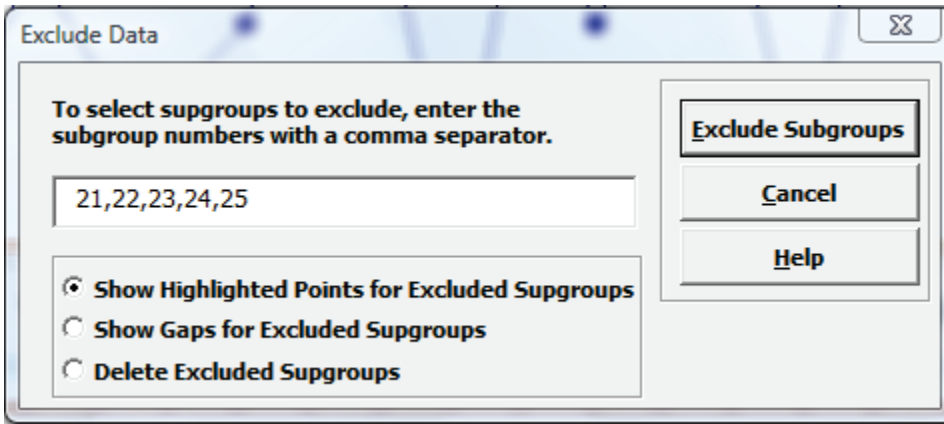 Exclude Data
To select supgroups to exclude, enter the
subgroup numbers with a comma separator.
21,22,23,24,25
Show Highlighted Points for Excluded Supgroups
Show Gaps for Excluded Supgroups
Delete Excluded Supgroups
Exclude Subgroups
Cancel
Help